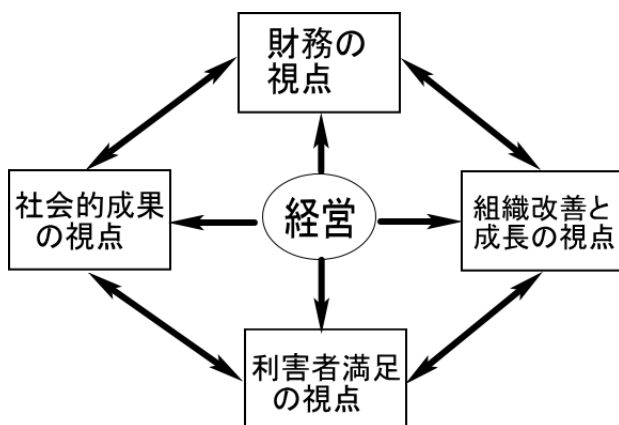 財務の
視点
社会的成果
の視点
経営
組織改善と
成長の視点
利害者満足
の視点